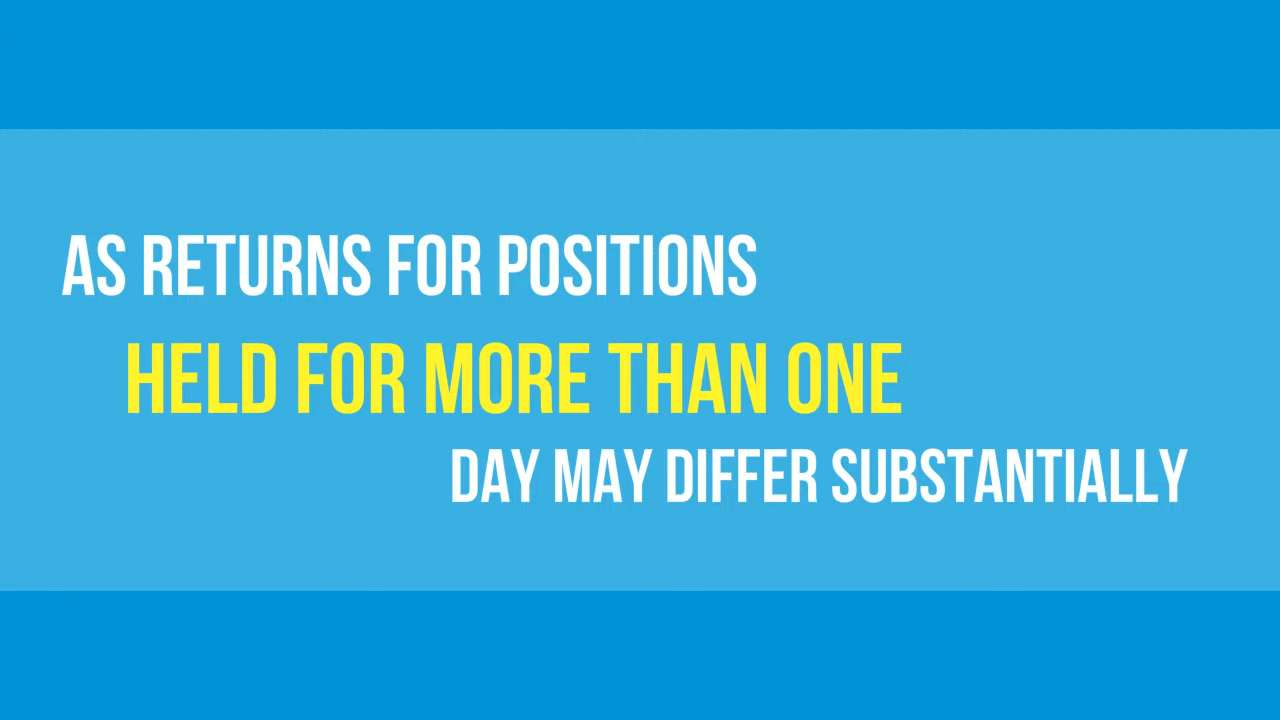 AS RETURNS FOR POSITIONS
HELD FOR MORE THAN ONE
DAY MAY DIFFER SUBSTANTIALLY